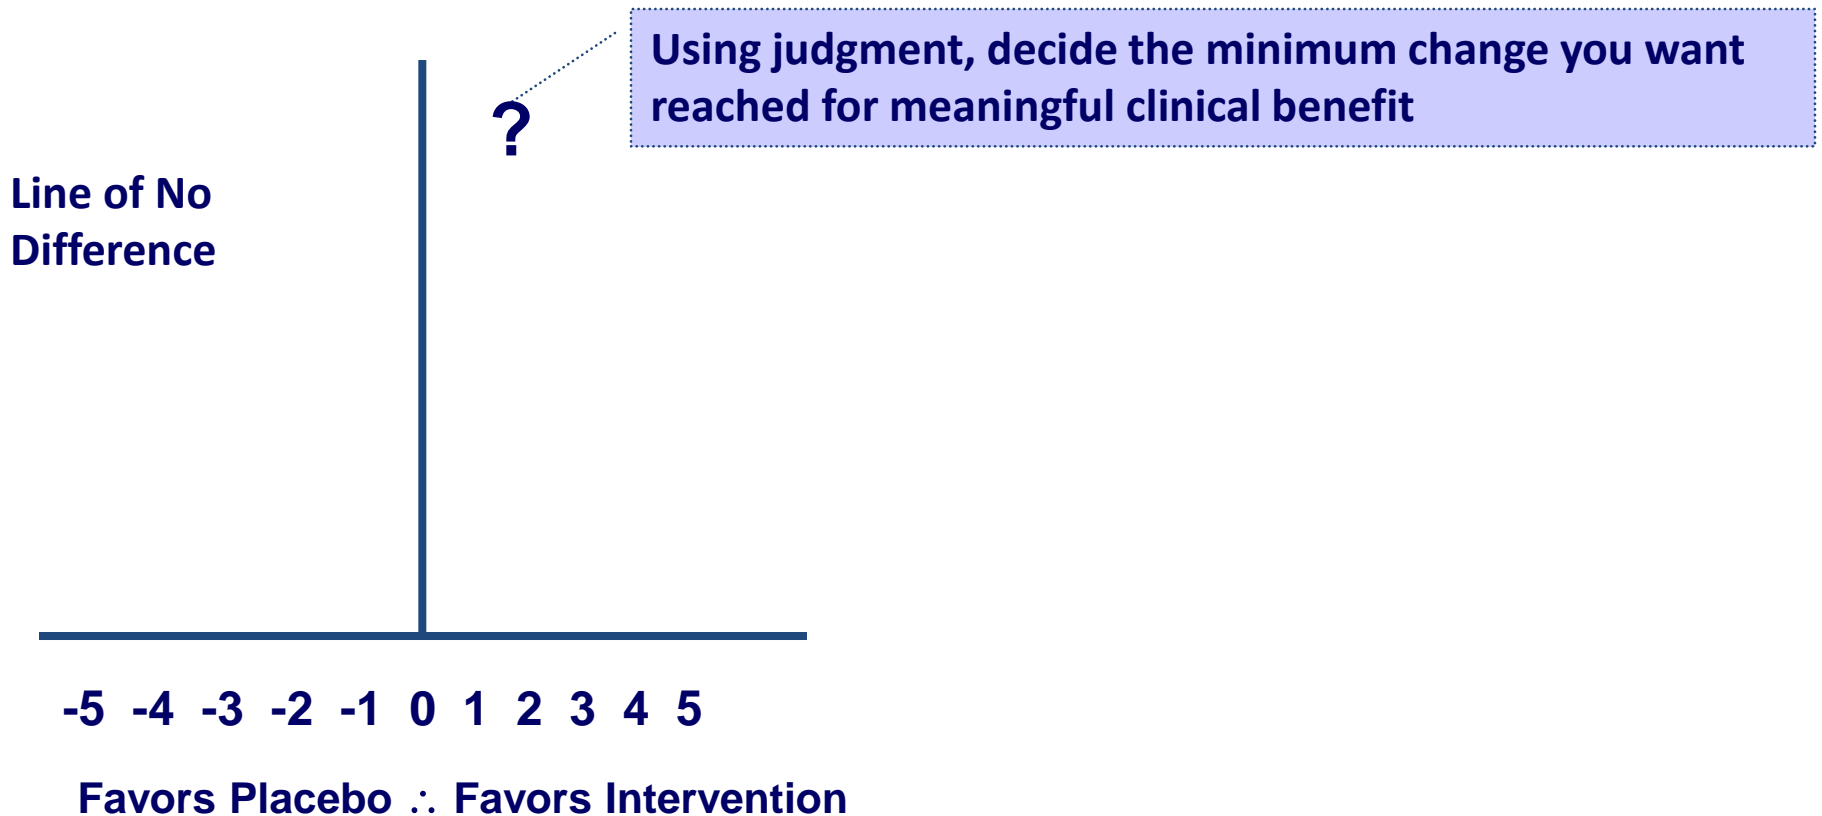 Using judgment, decide the minimum change you want
reached for meaningful clinical benefit
?
Line of No
Difference
-5 -4 -3 -2 -1 0 1 2 3 4 5
Favors Placebo ∴ Favors Intervention